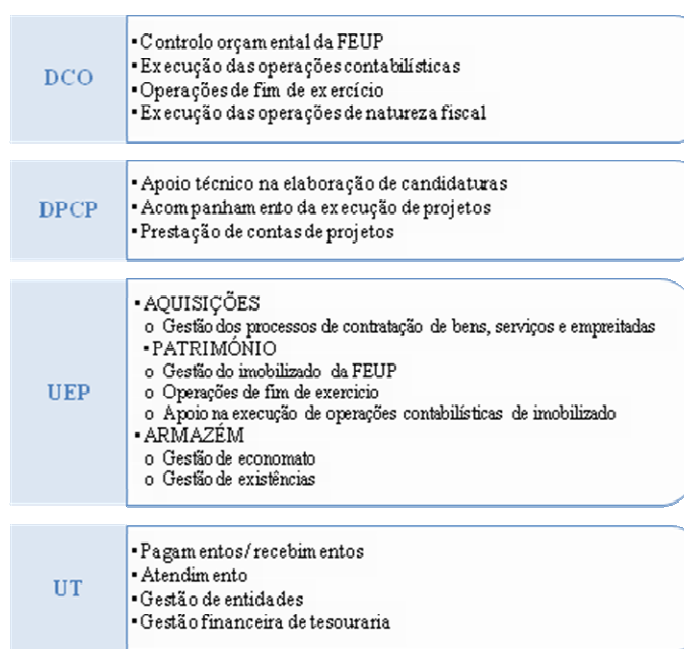 DCO
▪Controlo orçamental da FEUP
▪Execução das operações contabilísticas
▪Operações de fim de exercício
▪Execução das operações de natureza fiscal
DPCP
▪Apoio técnico na elaboração de candidaturas
▪Acompanhamento da execução de projetos
▪Prestação de contas de projetos
UEP
▪AQUISIÇÕES
o Gestão dos processos de contratação de bens, serviços e empreitadas
▪PATRIMÓNIO
o Gestão do imobilizado da FEUP
o Operações de fim de exercicio
o Apoio na execução de operações contabilísticas de imobilizado
▪ARMAZÉM
o Gestão de economato
o Gestão de existências
UT
▪Pagamentos/recebimentos
▪Atendimento
▪Gestão de entidades
▪Gestão financeira de tesouraria